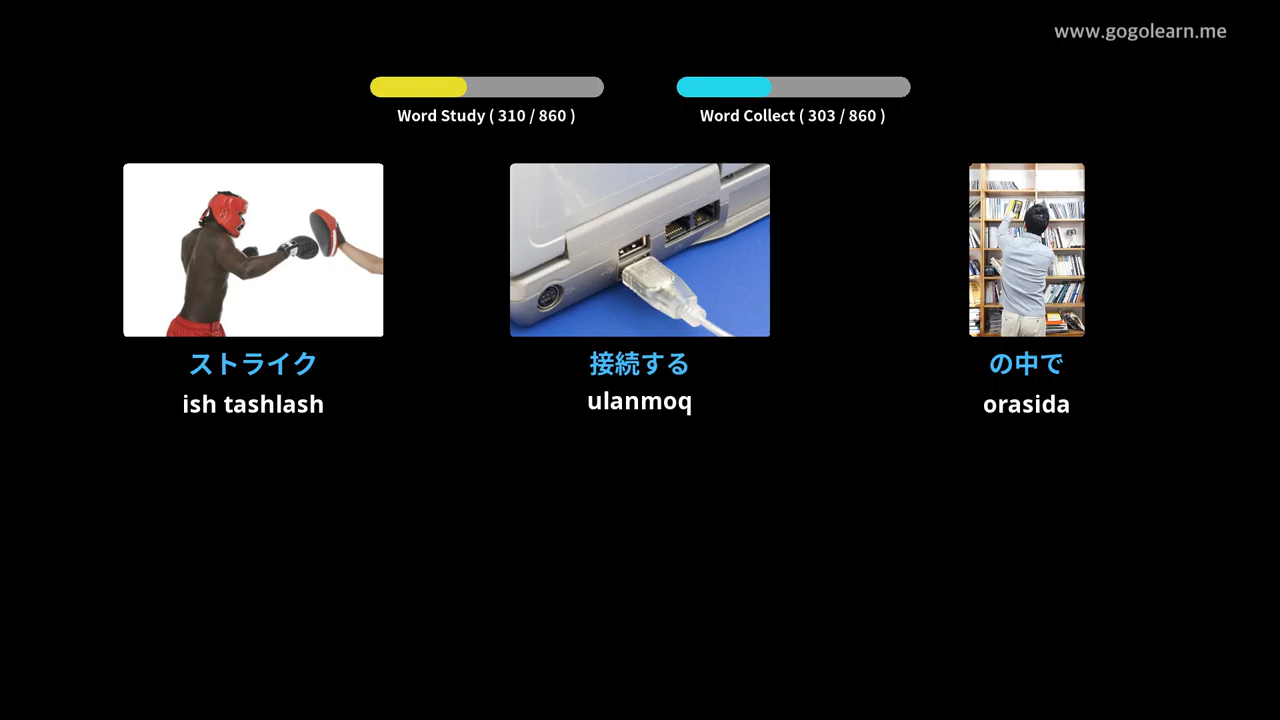 www.gogolearn.me
Word Study ( 310 / 860 )
Word Collect ( 303 / 860 )
ストライク
ish tashlash
接続する
ulanmoq
の中で
orasida